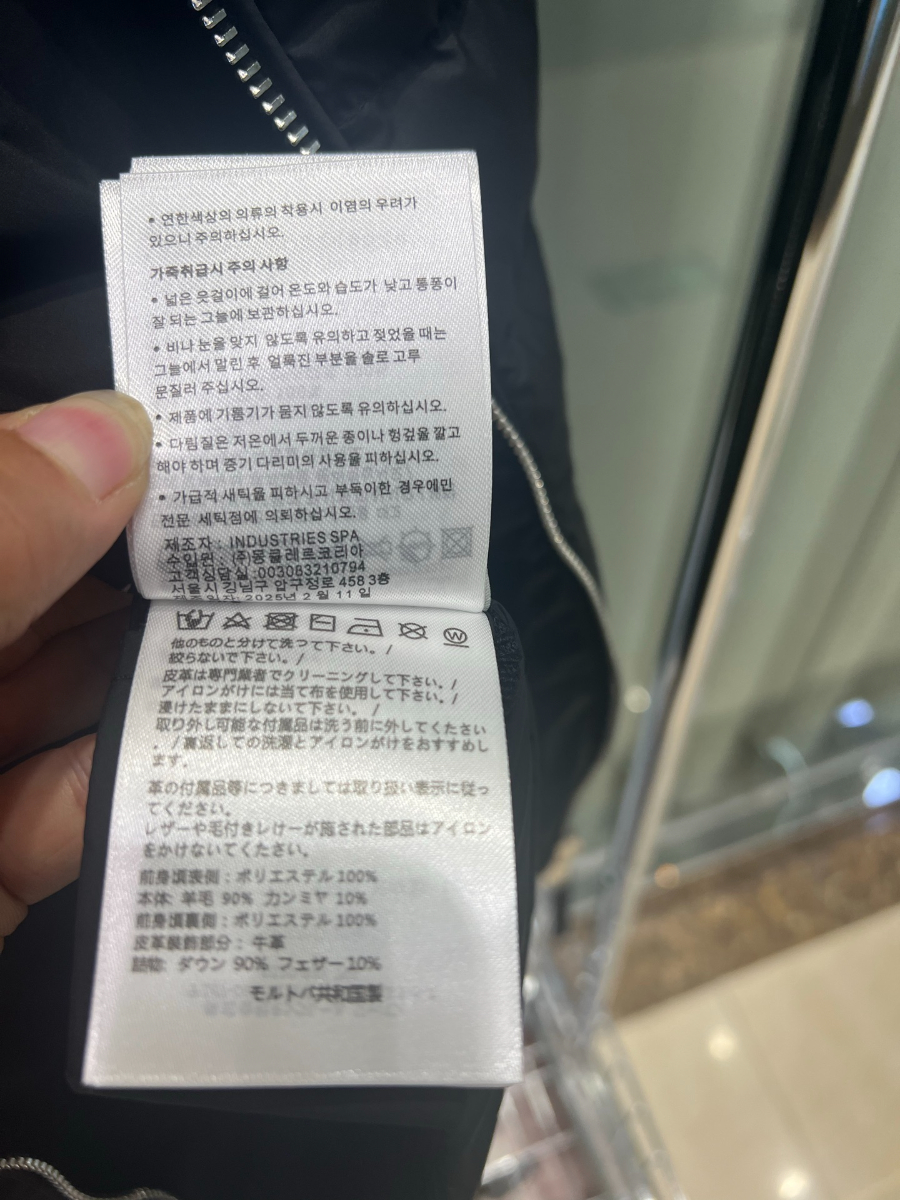 • 연한색상의 의류의 착용시 이염의 우려가
있으니 주의하십시오.
가죽취급시 주의 사항
• 넓은 옷걸이에 걸어 온도와 습도가 낮고 통풍이
잘 되는 그늘에 보관하십시오.
• 비나 눈을 맞지 않도록 유의하고 젖었을 때는
그늘에서 말린 후 얼룩진 부분을 솔로 고루
문질러 주십시오.
• 제품에 기름기가 묻지 않도록 유의하십시오.
• 다림질은 저온에서 두꺼운 종이나 헝겊을 깔고
해야 하며 증기 다리미의 사용을 피하십시오.
• 가급적 새틱을 피하시고 부득이한 경우에만
전문 세틱점에 의뢰하십시오.
제조자 : INDUSTRIES SPA
수입원 : ㈜몽클레르코리아
고객상담실 :003083210794
서울시 강남구 압구정로 458 3층
제조일자: 2025년 2 월 11 일
他のものと分けて洗って下さい。/
絞らないで下さい。/
皮革は専門業者でクリーニングして下さい。/
アイロンがけには当て布を使用して下さい。/
浸けたままにしないて下さい。 /
取り外し可能な付属品は洗う前に外してください
。/裏返しての洗濯とアイロンがけをおすすめし
ます。
革の付属品等につきましては取り扱い表示に従っ
てください。
レザーや毛付きレザーが施された部品はアイロン
をかけないてください。
前身頃表側：ポリエステル 100%
本体: 羊毛 90% カシミヤ 10%
前身頃裏側：ポリエステル 100%
皮革装飾部分： 牛革
詰物: ダウン 90% フェザー 10%
モルトバ共和国製